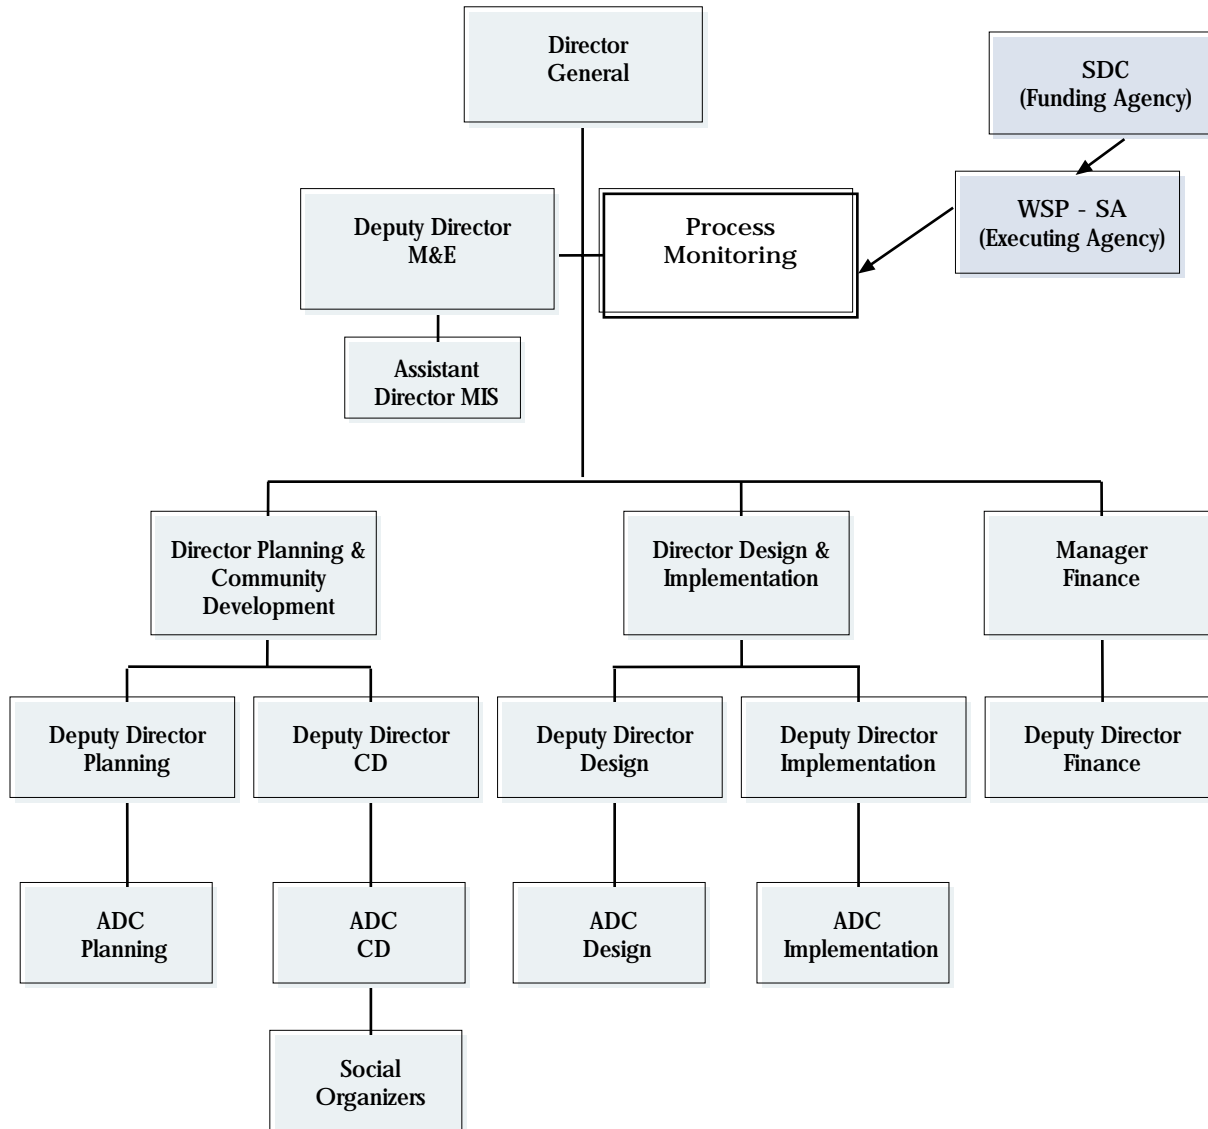 Director
General
SDC
(Funding Agency)
WSP - SA
(Executing Agency)
Deputy Director
M&E
Process
Monitoring
Assistant
Director MIS
Director Planning &
Community
Development
Director Design &
Implementation
Manager
Finance
Deputy Director
Planning
Deputy Director
CD
Deputy Director
Design
Deputy Director
Implementation
Deputy Director
Finance
ADC
Planning
ADC
CD
ADC
Design
ADC
Implementation
Social
Organizers